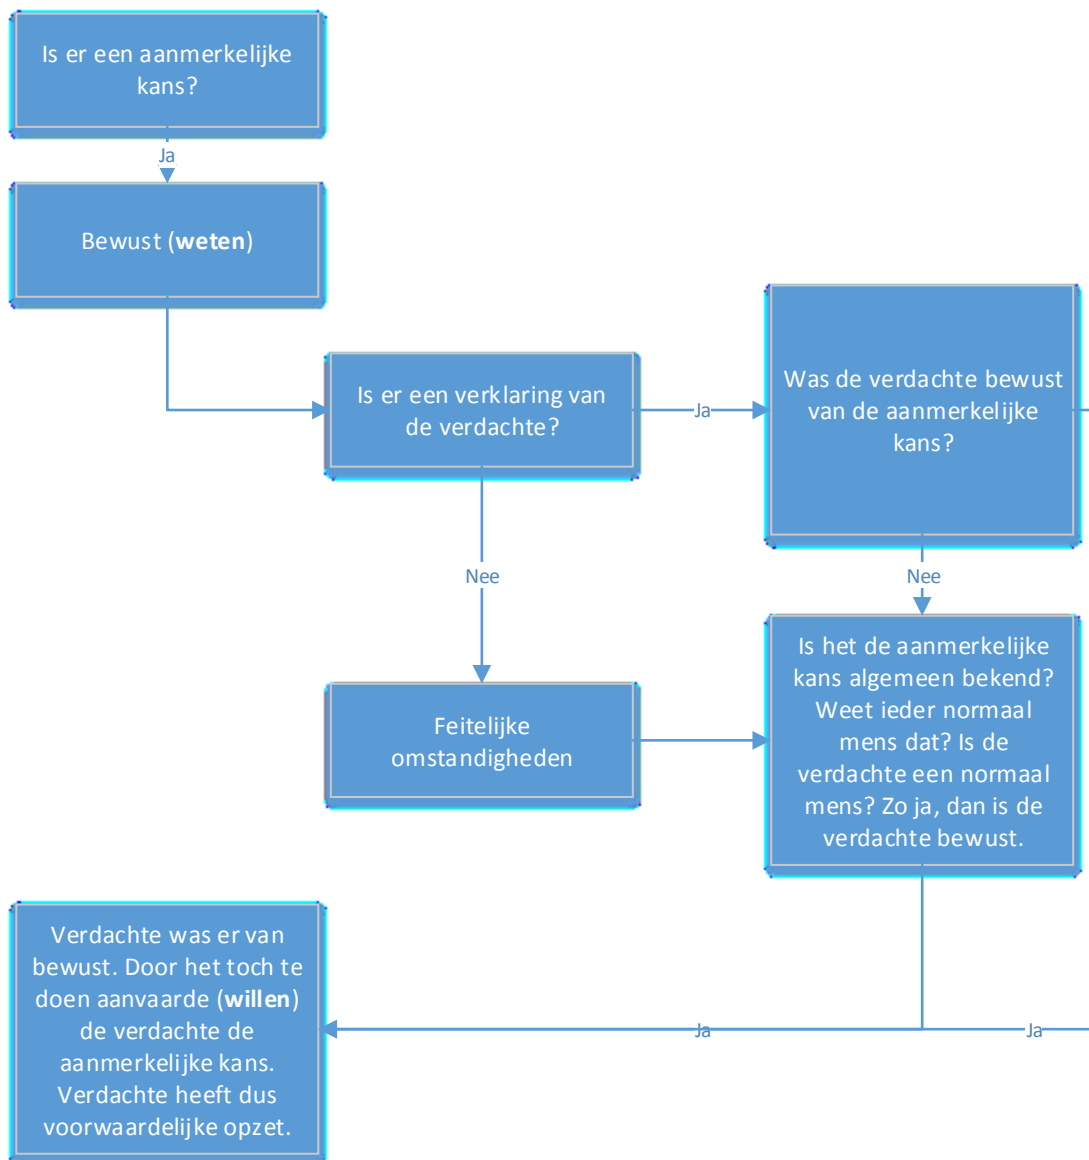 Is er een aanmerkelijke
kans?
Ja
Bewust (weten)
Is er een verklaring van
de verdachte?
Ja
Was de verdachte bewust
van de aanmerkelijke
kans?
Nee
Nee
Feitelijke
omstandigheden
Is het de aanmerkelijke
kans algemeen bekend?
Weet ieder normaal
mens dat? Is de
verdachte een normaal
mens? Zo ja, dan is de
verdachte bewust.
Verdachte was er van
bewust. Door het toch te
doen aanvaarde (willen)
de verdachte de
aanmerkelijke kans.
Verdachte heeft dus
voorwaardelijke opzet.
Ja
Ja